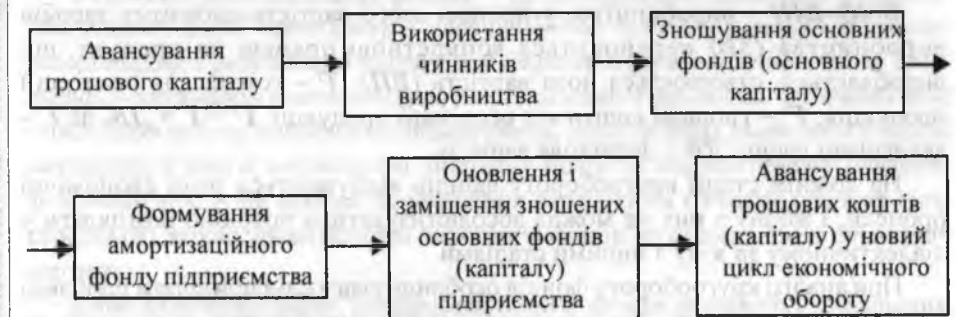 Авансування
грошового капіталу
Використання
чинників
виробництва
Зношування основних
фондів (основного
капіталу)
Формування
амортизаційного
фонду підприємства
Оновлення і
заміщення зношених
основних фондів
(капіталу)
підприємства
Авансування
грошових коштів
(капіталу) у новий
цикл економічного
обороту